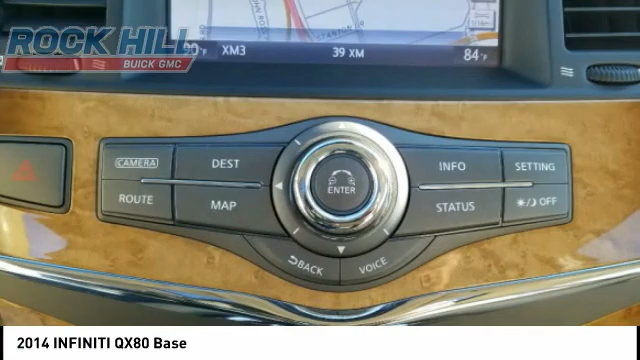 ROCK HILL
BUICK GMC
90 °F XM3 39 XM 84 °F
CAMERA DEST INFO SETTING
ENTER
ROUTE MAP STATUS OFF
BACK VOICE
2014 INFINITI QX80 Base